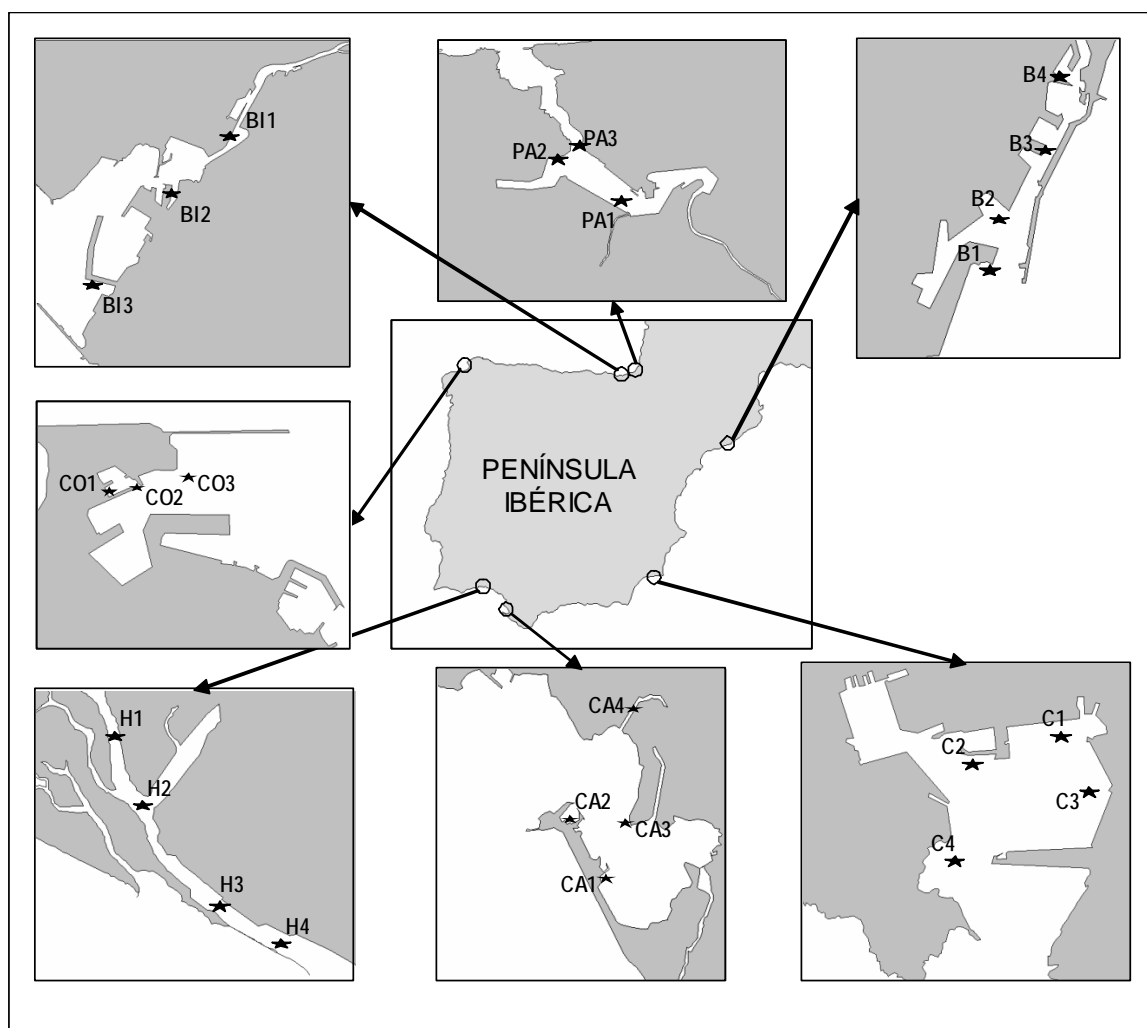 BI1
BI2
BI3
PA3
PA2
PA1
B4
B3
B2
B1
CO1
CO2
CO3
PENÍNSULA
IBÉRICA
H1
H2
H3
H4
CA4
CA2
CA3
CA1
C1
C2
C3
C4